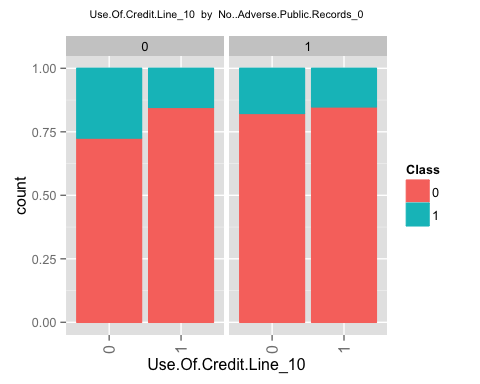 Use.Of.Credit.Line_10 by No..Adverse.Public.Records_0
0 1
1.00
0.75
0.50
0.25
0.00
count
0 1 0 1
Use.Of.Credit.Line_10
Class
0
1